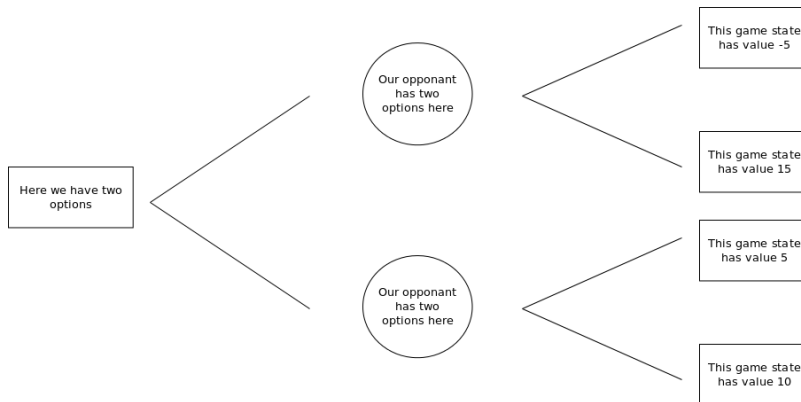 Here we have two
options
Our opponant
has two
options here
Our opponant
has two
options here
This game state
has value -5
This game state
has value 15
This game state
has value 5
This game state
has value 10